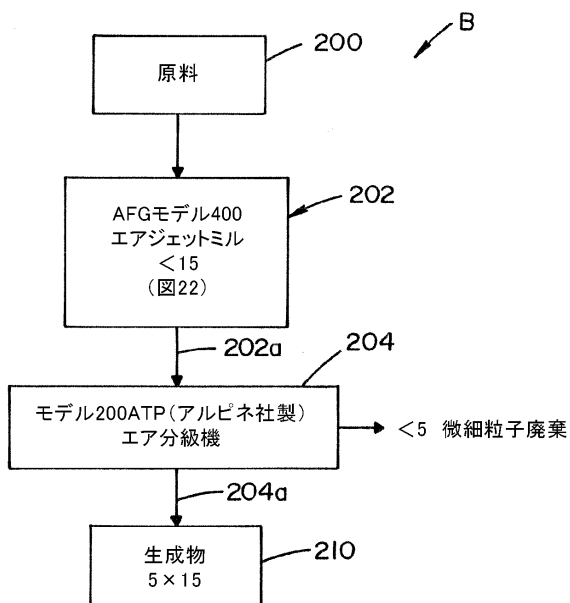 B
200
原料
202
AFGモデル400
エアジェットミル
<15
(図22)
202a
204
モデル200ATP(アルピネ社製)
エア分級機
<5 微細粒子廃棄
204a
生成物
5×15
210